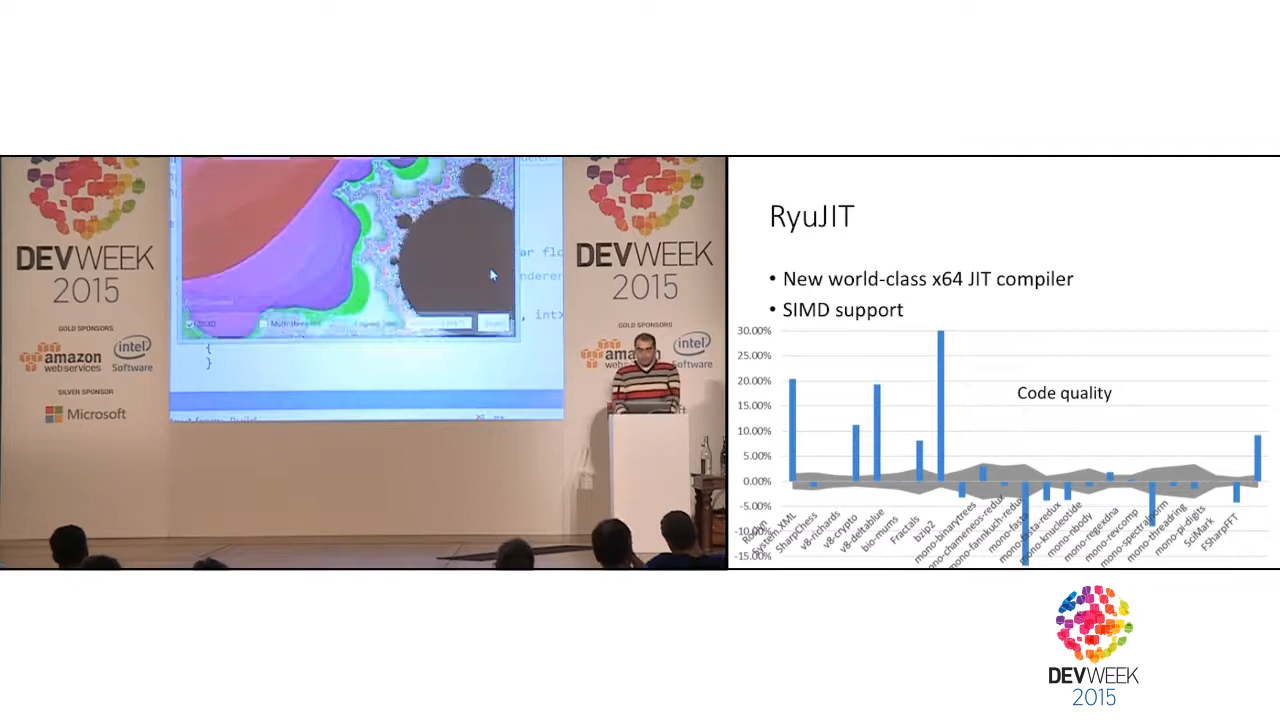 DEVWEEK
2015
GOLD SPONSORS
amazon
webservices
intel
Software
SILVER SPONSOR
Microsoft
SIMD
{
}
DEVWEEK
2015
GOLD SPONSORS
intel
Software
RyuJIT
• New world-class x64 JIT compiler
• SIMD support
Code quality
30.00%
25.00%
20.00%
15.00%
10.00%
5.00%
0.00%
-5.00%
-10.00%
-15.00%
Roslyn
System.XML
SharpChess
v8-richards
v8-crypto
v8-deltablue
bio-mums
Fractals
bzip2
mono-binarytrees
mono-chameneos-redux
mono-fannkuch-redux
mono-fasta
mono-fasta-redux
mono-knucleotide
mono-nbody
mono-regexdna
mono-revcomp
mono-spectralnorm
mono-threadring
mono-pi-digits
SciMark
FSharpFFT
DEVWEEK
2015